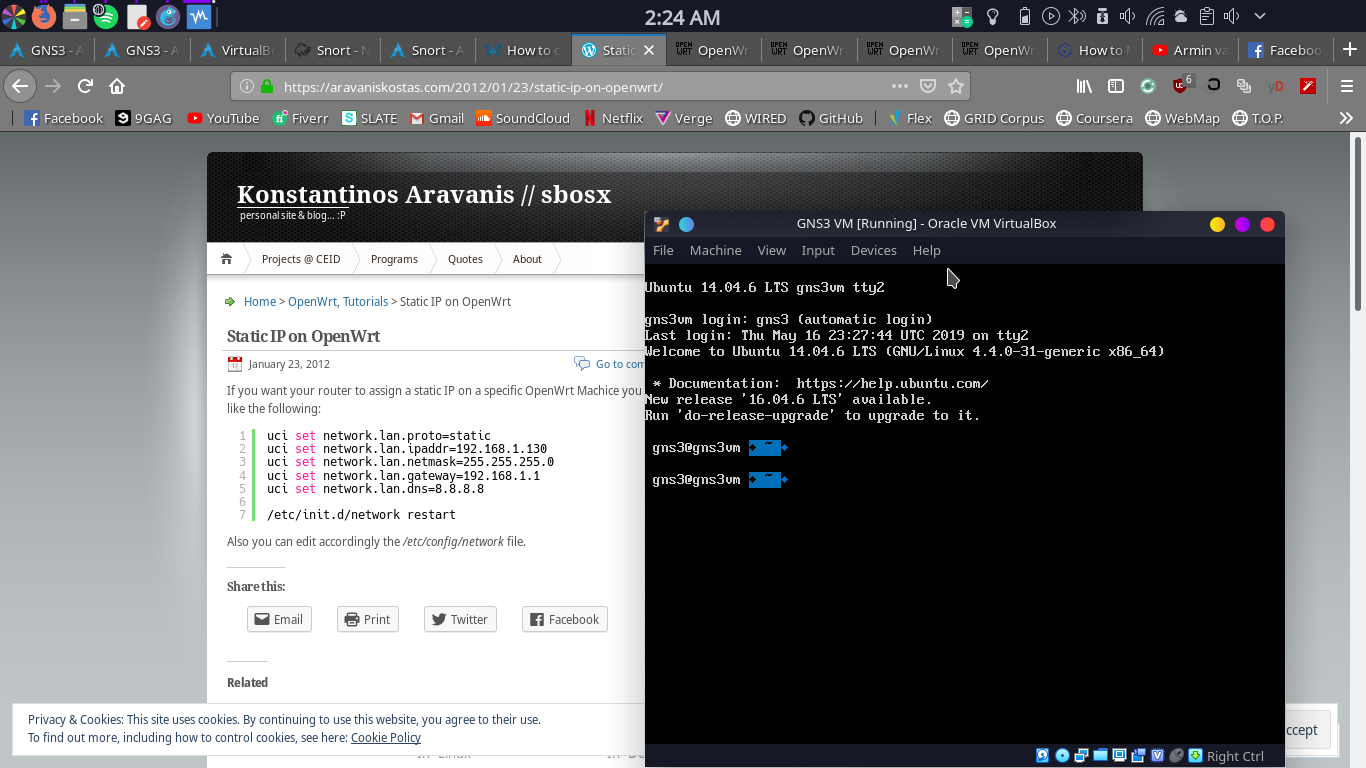 2:24 AM
GNS3 - A
GNS3 - A
VirtualB
Snort -
Snort - A
How to
Static
OpenWr
OpenWr
OpenWr
OpenWr
How to
Armin va
Faceboo
https://aravaniskostas.com/2012/01/23/static-ip-on-openwrt/
6
yD
Facebook
9GAG
YouTube
Fiverr
SLATE
Gmail
SoundCloud
Netflix
Verge
WIRED
GitHub
Flex
GRID Corpus
Coursera
WebMap
T.O.P.
Konstantinos Aravanis // sbosx
personal site & blog... :P
Projects @ CEID
Programs
Quotes
About
Home > OpenWrt, Tutorials > Static IP on OpenWrt
Static IP on OpenWrt
January 23, 2012
Go to com
If you want your router to assign a static IP on a specific OpenWrt Machice you
like the following:
1 uci set network.lan.proto=static
2 uci set network.lan.ipaddr=192.168.1.130
3 uci set network.lan.netmask=255.255.255.0
4 uci set network.lan.gateway=192.168.1.1
5 uci set network.lan.dns=8.8.8.8
6
7 /etc/init.d/network restart
Also you can edit accordingly the /etc/config/network file.
Share this:
Email
Print
Twitter
Facebook
Related
Privacy & Cookies: This site uses cookies. By continuing to use this website, you agree to their use.
To find out more, including how to control cookies, see here: Cookie Policy
ccept
GNS3 VM [Running] - Oracle VM VirtualBox
File
Machine
View
Input
Devices
Help
Ubuntu 14.04.6 LTS gns3vm tty2
gns3vm login: gns3 (automatic login)
Last login: Thu May 16 23:27:44 UTC 2019 on tty2
Welcome to Ubuntu 14.04.6 LTS (GNU/Linux 4.4.0-31-generic x86_64)
* Documentation:  https://help.ubuntu.com/
New release '16.04.6 LTS' available.
Run 'do-release-upgrade' to upgrade to it.
gns3@gns3vm ~
gns3@gns3vm ~
Right Ctrl